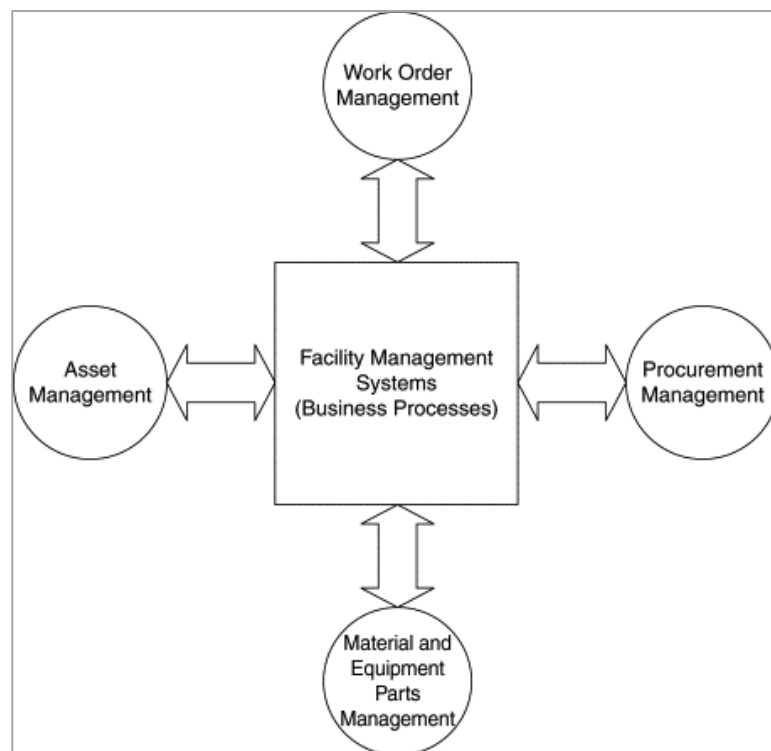 Work Order
Management
Asset
Management
Facility Management
Systems
(Business Processes)
Procurement
Management
Material and
Equipment
Parts
Management